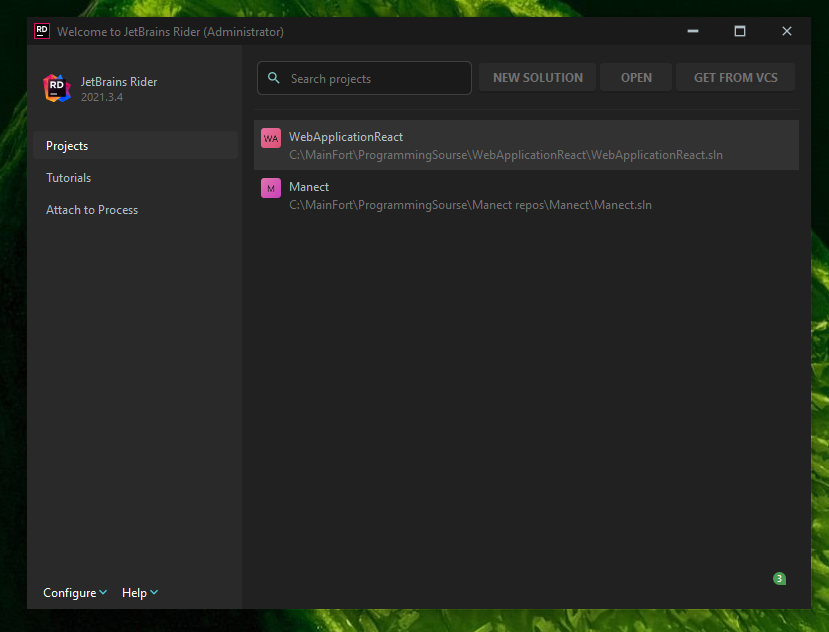 RD Welcome to JetBrains Rider (Administrator)
RD JetBrains Rider
2021.3.4
Projects
Tutorials
Attach to Process
Configure Help
Search projects NEW SOLUTION OPEN GET FROM VCS
WA WebApplicationReact
C:\MainFort\ProgrammingSourse\WebApplicationReact\WebApplicationReact.sln
M Manect
C:\MainFort\ProgrammingSourse\Manect repos\Manect\Manect.sln
3